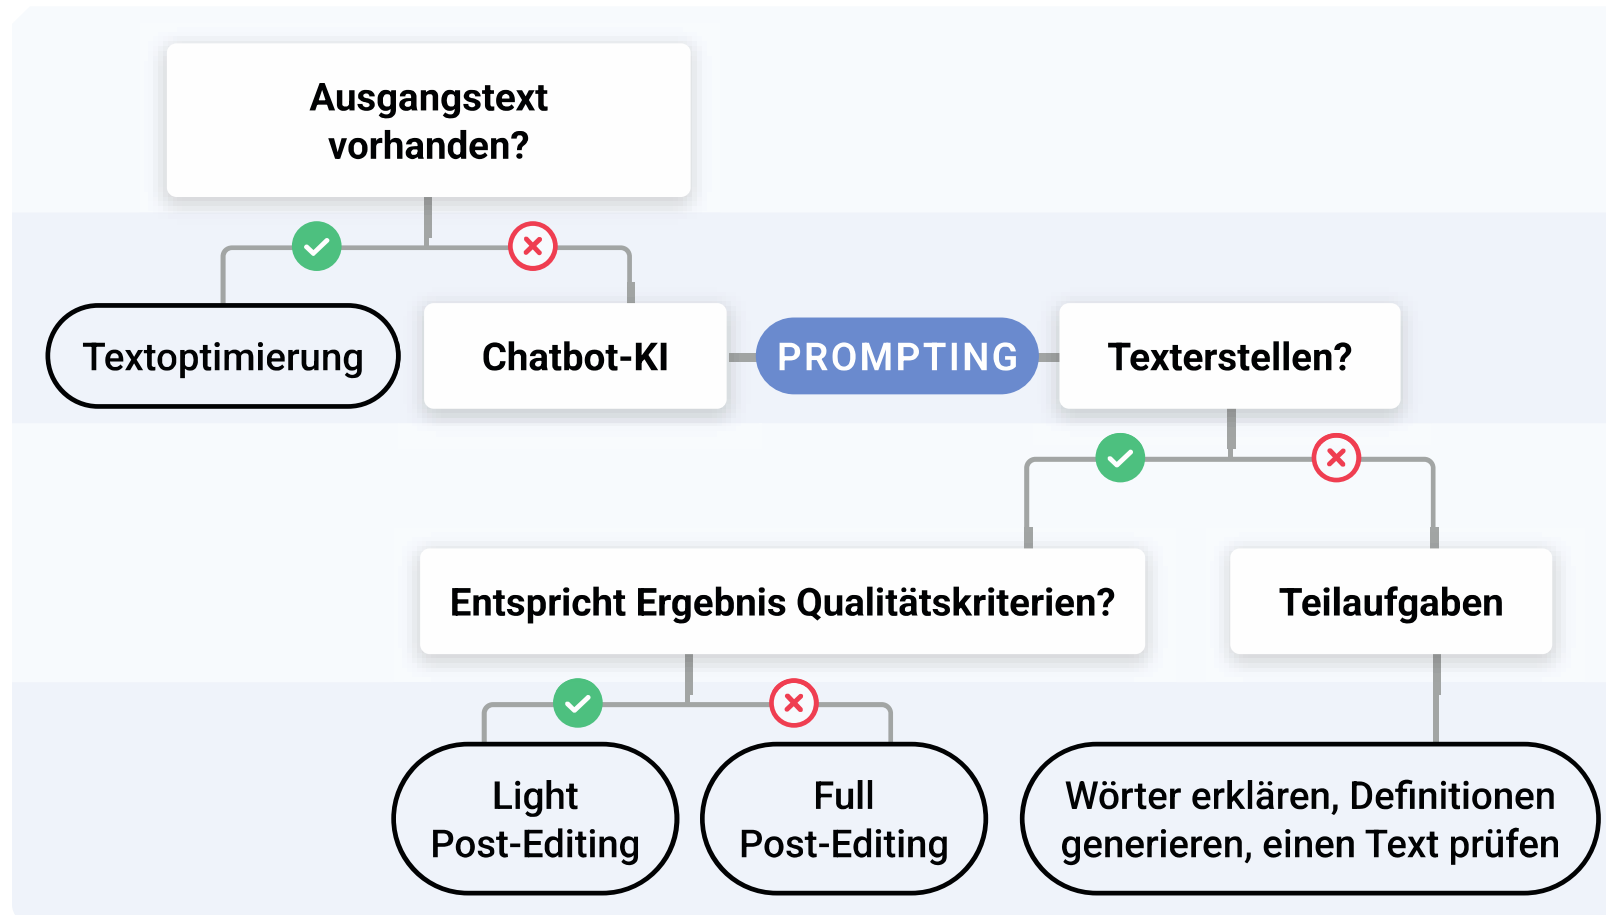 Ausgangstext
vorhanden?
Textoptimierung
Chatbot-KI
PROMPTING
Texterstellen?
Entspricht Ergebnis Qualitätskriterien?
Teilaufgaben
Light
Post-Editing
Full
Post-Editing
Wörter erklären, Definitionen
generieren, einen Text prüfen